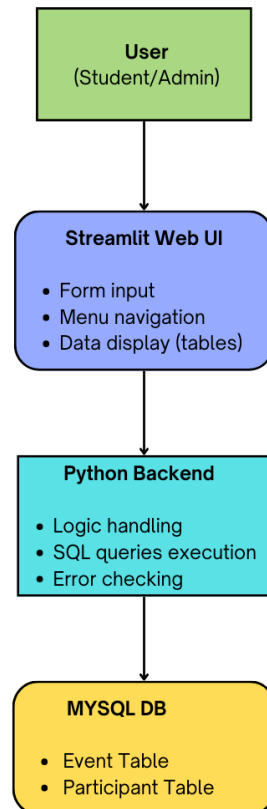 User
(Student/Admin)
Streamlit Web UI
• Form input
• Menu navigation
• Data display (tables)
Python Backend
• Logic handling
• SQL queries execution
• Error checking
MYSQL DB
• Event Table
• Participant Table